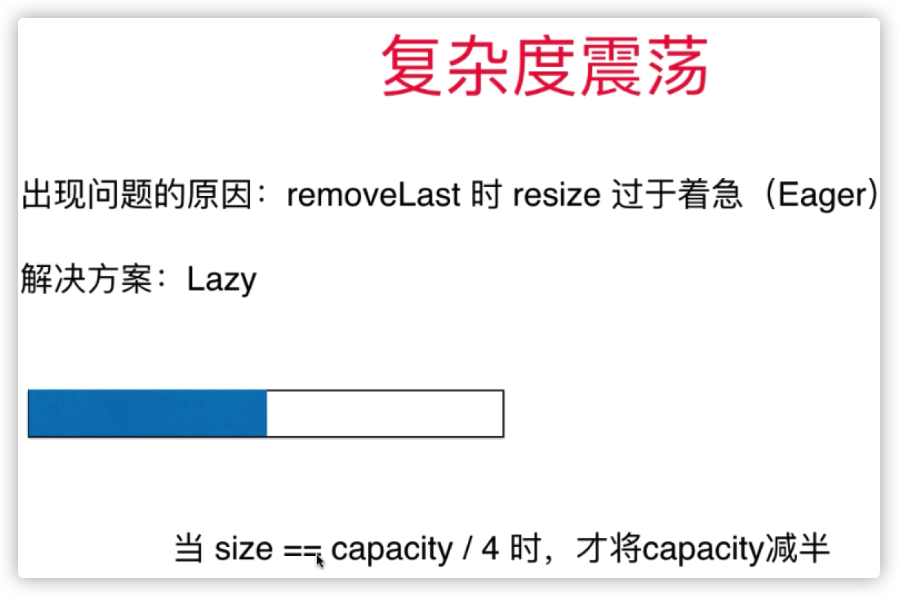 复杂度震荡
出现问题的原因：removeLast 时 resize 过于着急（Eager）
解决方案：Lazy
当 size == capacity / 4 时，才将capacity减半